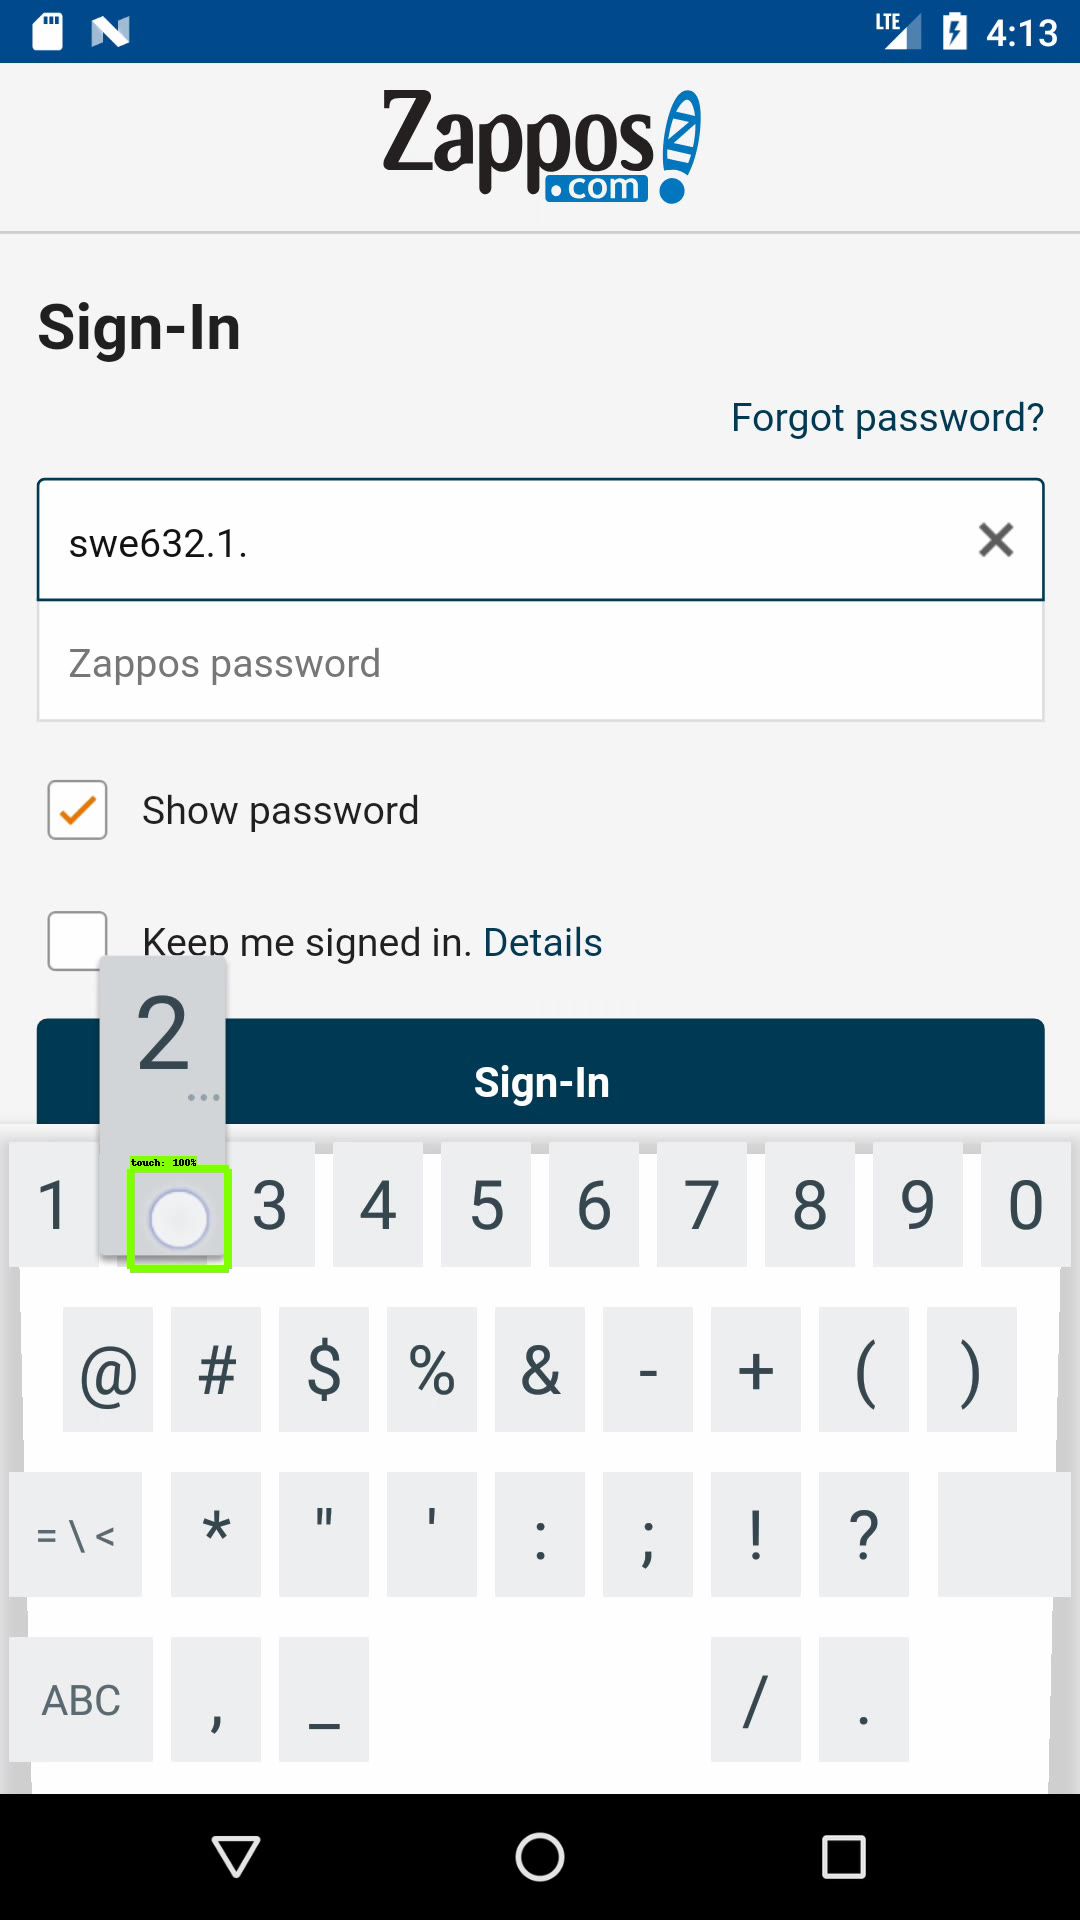 LTE 4:13
Zappos
.com
Sign-In
Forgot password?
swe632.1.
Zappos password
Show password
Keep me signed in. Details
2
...
Sign-In
touch: 100%
1 3 4 5 6 7 8 9 0
@ # $ % & - + ( )
= \ < * " ' : ; ! ?
ABC , _ / .